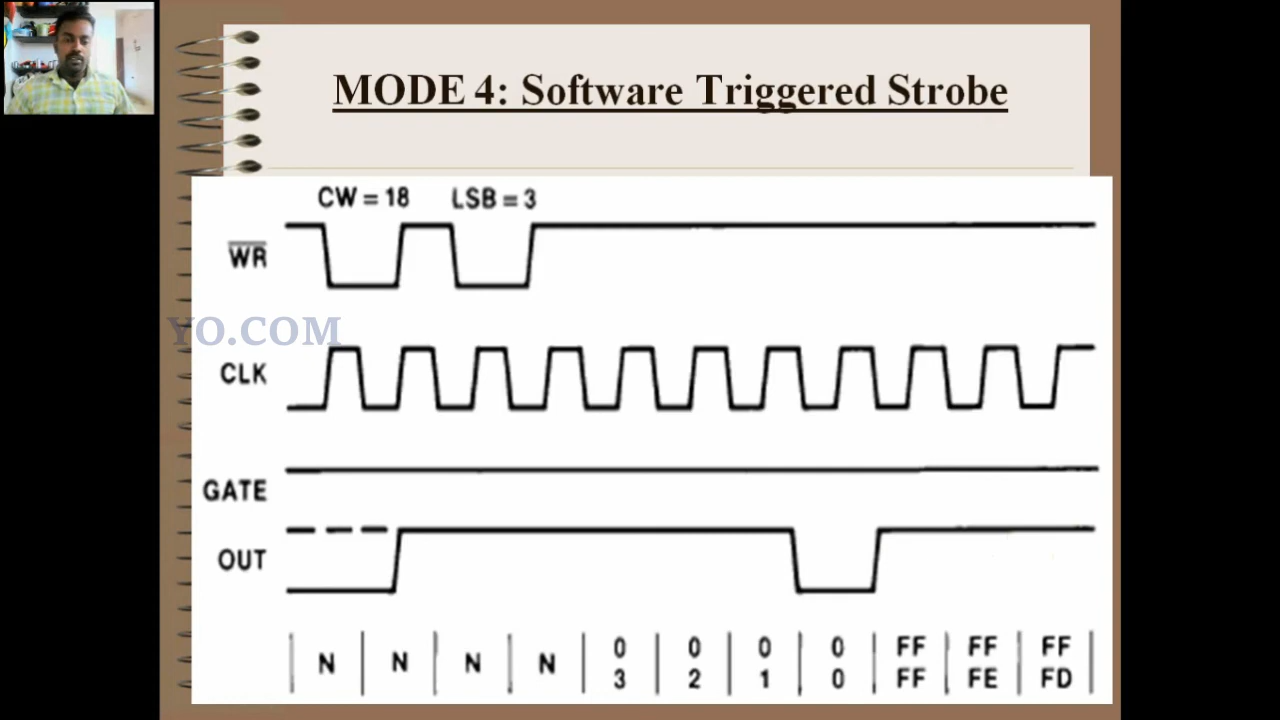 MODE 4: Software Triggered Strobe
CW = 18 LSB = 3
WR
YO.COM
CLK
GATE
OUT
N N N N 0 0 0 0 FF FF FF
3 2 1 0 FF FE FD